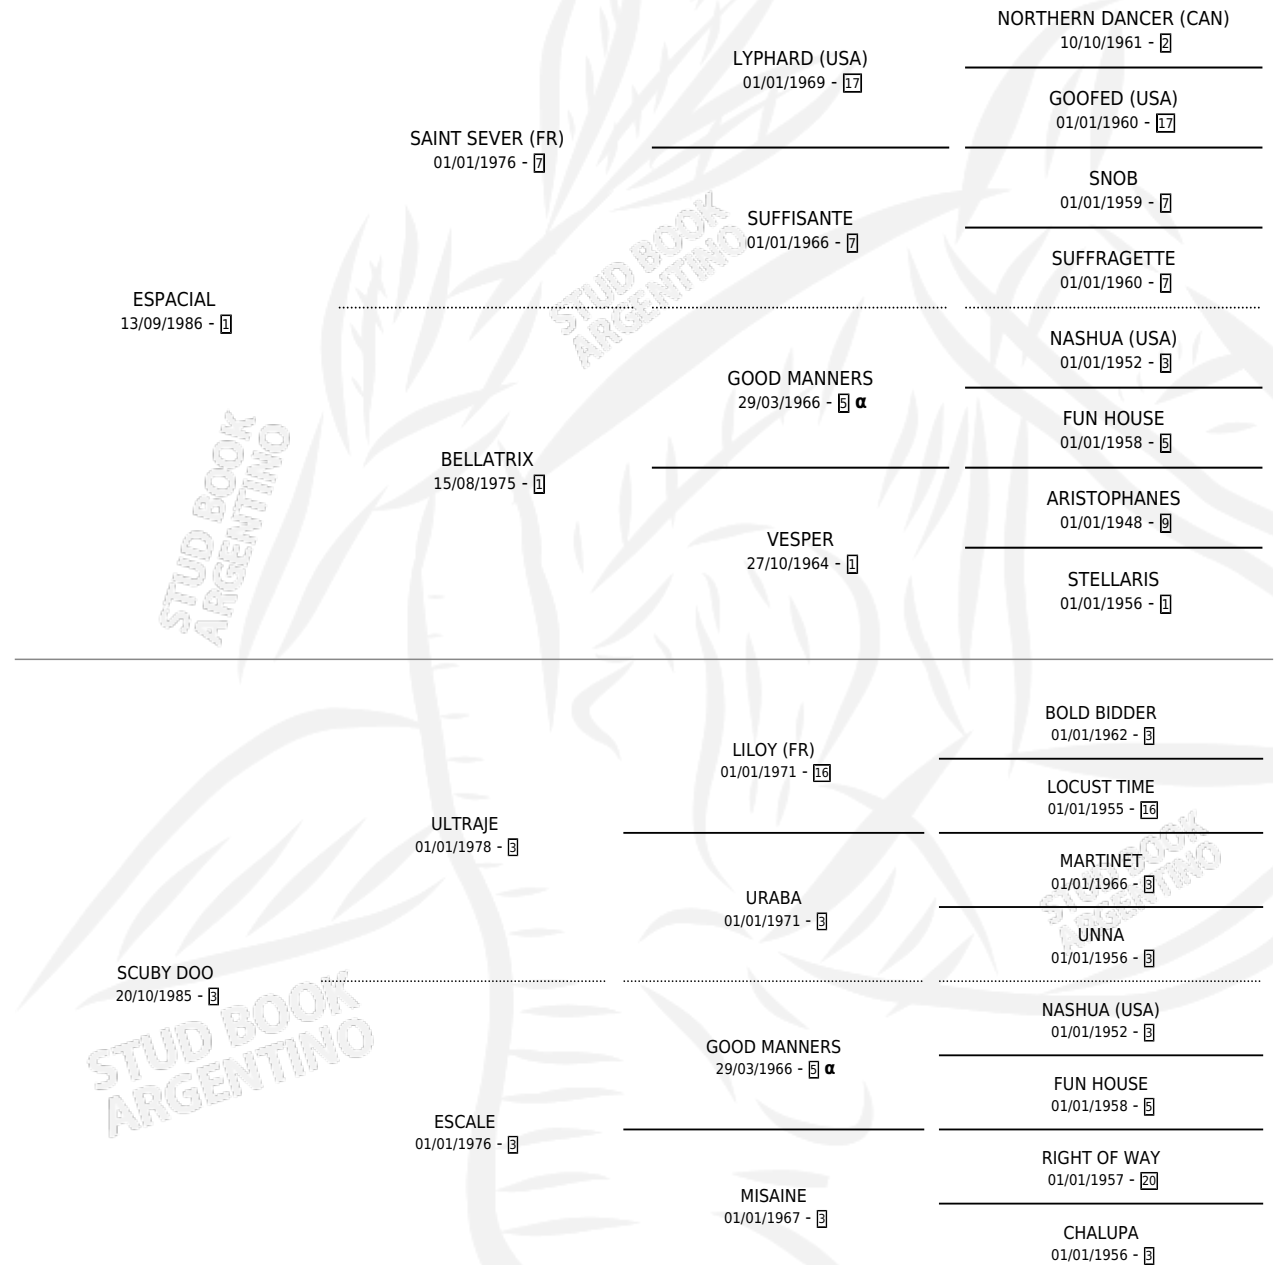 NORTHERN DANCER (CAN)
10/10/1961 - 2
LYPHARD (USA)
01/01/1969 - 17
GOOFED (USA)
01/01/1960 - 17
SAINT SEVER (FR)
01/01/1976 - 7
SNOB
01/01/1959 - 7
SUFFISANTE
01/01/1966 - 7
SUFFRAGETTE
01/01/1960 - 7
ESPACIAL
13/09/1986 - 1
NASHUA (USA)
01/01/1952 - 3
GOOD MANNERS
29/03/1966 - 5 α
FUN HOUSE
01/01/1958 - 5
BELLATRIX
15/08/1975 - 1
ARISTOPHANES
01/01/1948 - 9
VESPER
27/10/1964 - 1
STELLARIS
01/01/1956 - 1
BOLD BIDDER
01/01/1962 - 3
LILOY (FR)
01/01/1971 - 16
LOCUST TIME
01/01/1955 - 16
ULTRAJE
01/01/1978 - 3
MARTINET
01/01/1966 - 3
URABA
01/01/1971 - 3
UNNA
01/01/1956 - 3
SCUBY DOO
20/10/1985 - 3
NASHUA (USA)
01/01/1952 - 3
GOOD MANNERS
29/03/1966 - 5 α
FUN HOUSE
01/01/1958 - 5
ESCALE
01/01/1976 - 3
RIGHT OF WAY
01/01/1957 - 20
MISAINE
01/01/1967 - 3
CHALUPA
01/01/1956 - 3
STUD BOOK
ARGENTINO
STUD BOOK
ARGENTINO
STUD BOOK
ARGENTINO
STUD BOOK
ARGENTINO